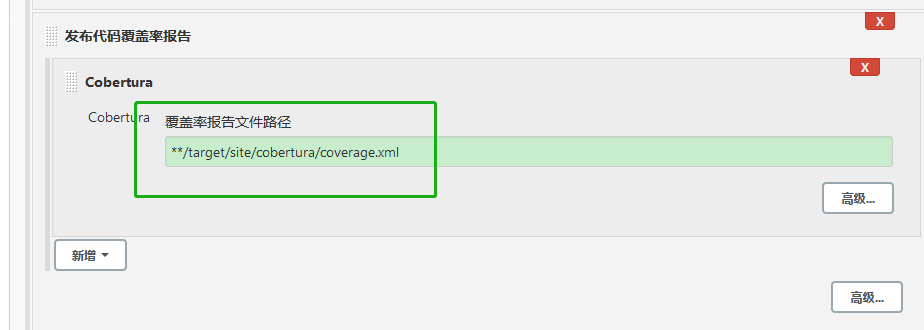 X
发布代码覆盖率报告
X
Cobertura
Cobertura
覆盖率报告文件路径
**/target/site/cobertura/coverage.xml
高级...
新增
高级...